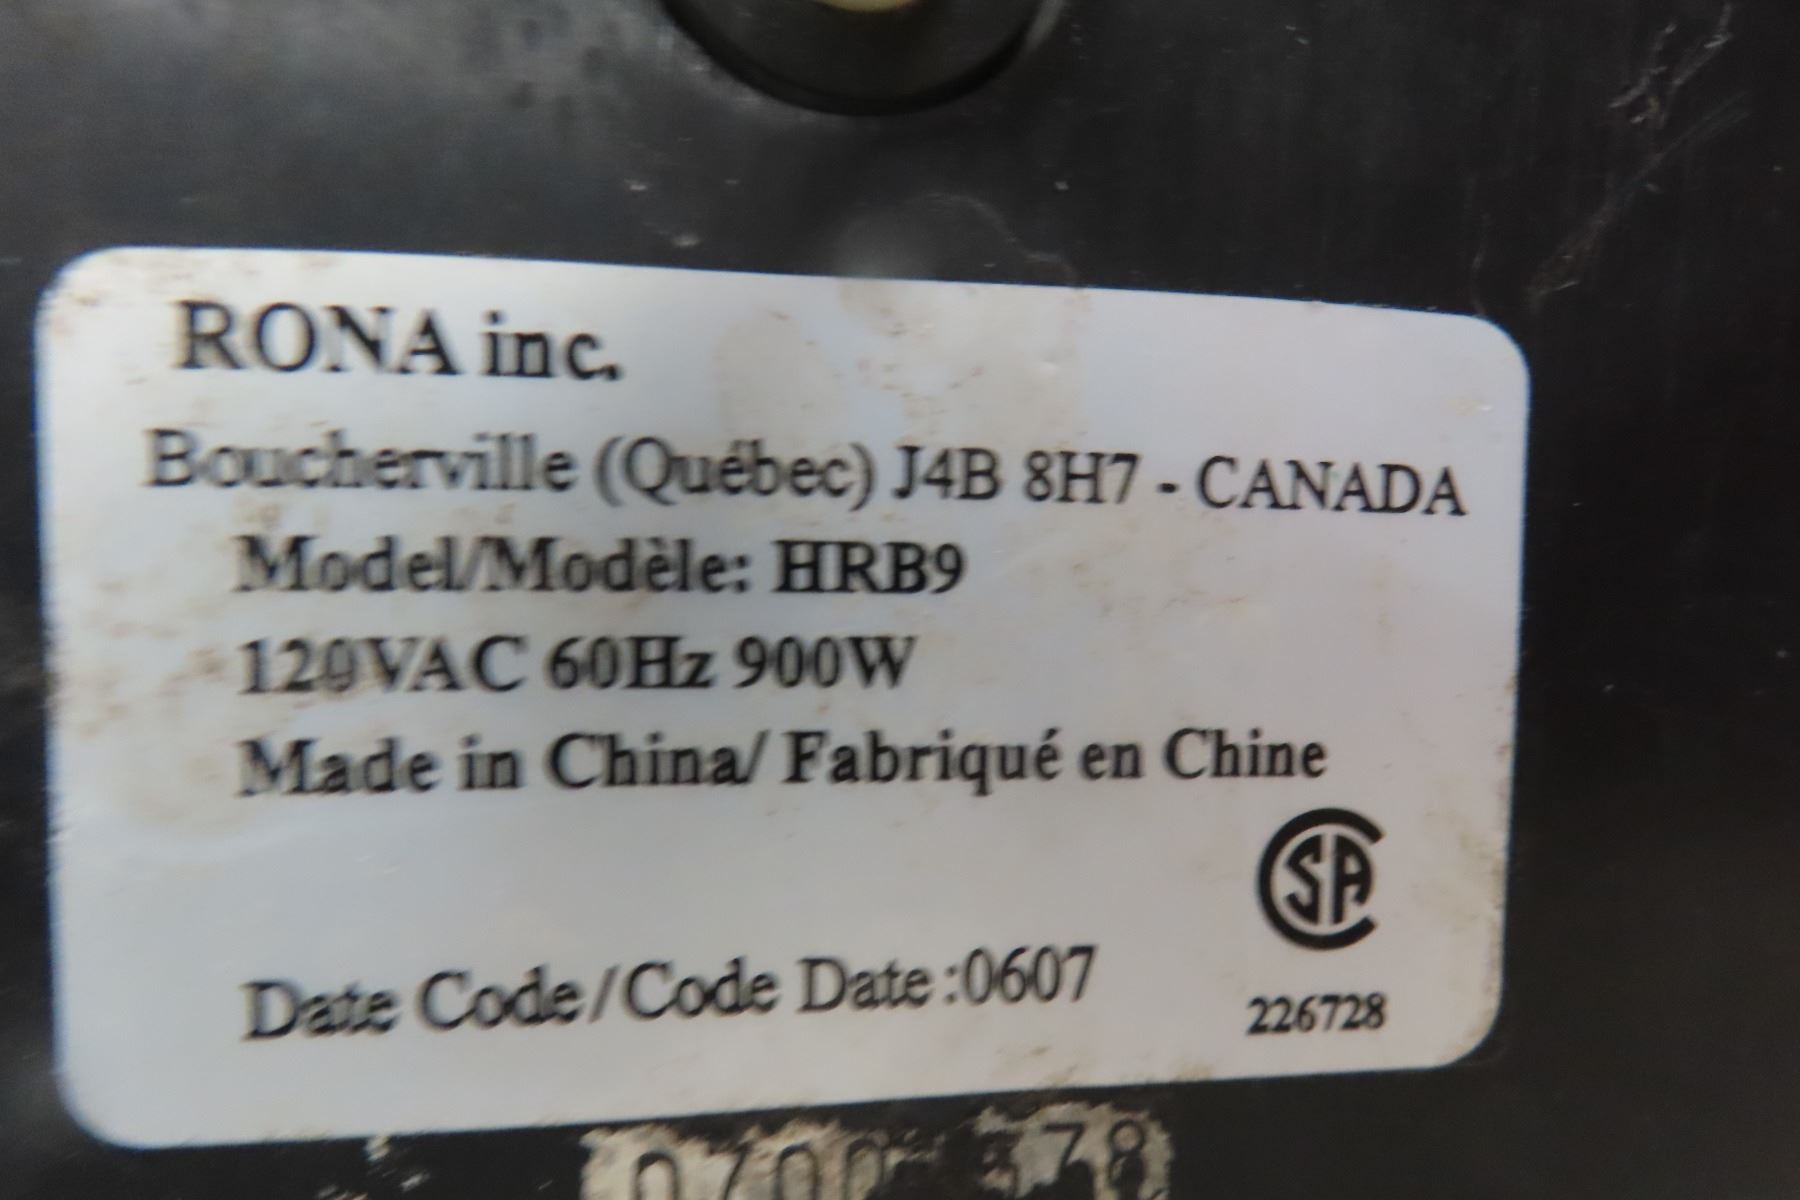 RONA inc.
Boucherville (Québec) J4B 8H7 - CANADA
Model/Modèle: HRB9
120VAC 60Hz 900W
Made in China/ Fabriqué en Chine
CSA
Date Code/Code Date:0607
226728